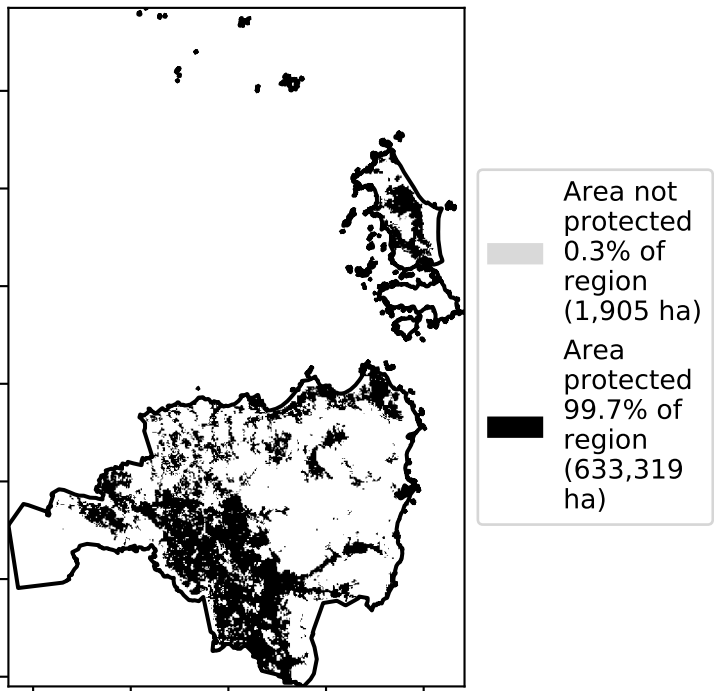 Area not
protected
0.3% of
region
(1,905 ha)
Area
protected
99.7% of
region
(633,319
ha)